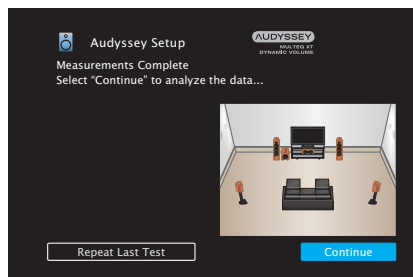 Audyssey Setup
AUDYSSEY
MULTEQ XT
DYNAMIC VOLUME
Measurements Complete
Select “Continue” to analyze the data...
Repeat Last Test
Continue